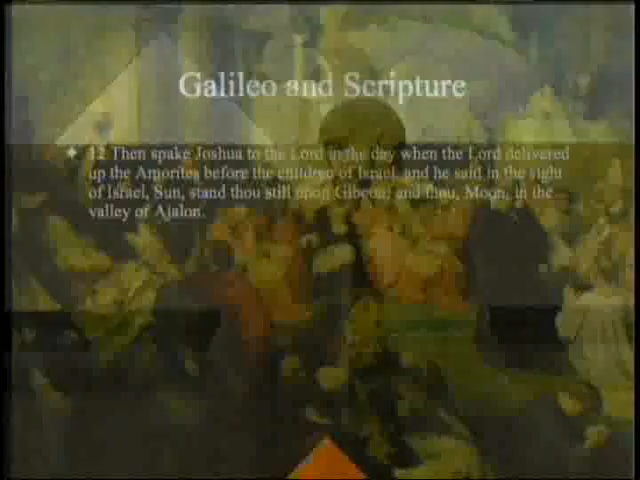 Galileo and Scripture
12 Then spake Joshua to the Lord in the day when the Lord delivered
up the Amorites before the children of Israel, and he said in the sight
of Israel, Sun, stand thou still upon Gibeon; and thou, Moon, in the
valley of Ajalon.